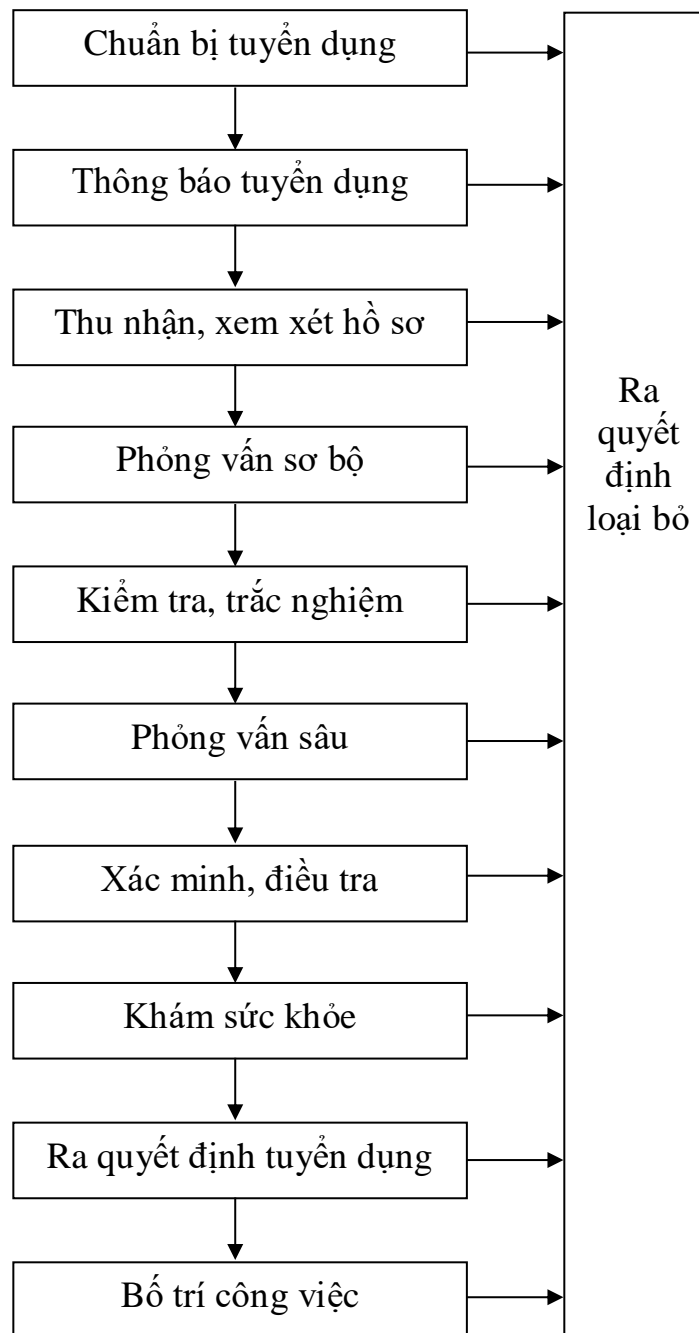 Chuẩn bị tuyển dụng
Thông báo tuyển dụng
Thu nhận, xem xét hồ sơ
Phỏng vấn sơ bộ
Kiểm tra, trắc nghiệm
Phỏng vấn sâu
Xác minh, điều tra
Khám sức khỏe
Ra quyết định tuyển dụng
Bố trí công việc
Ra
quyết
định
loại bỏ